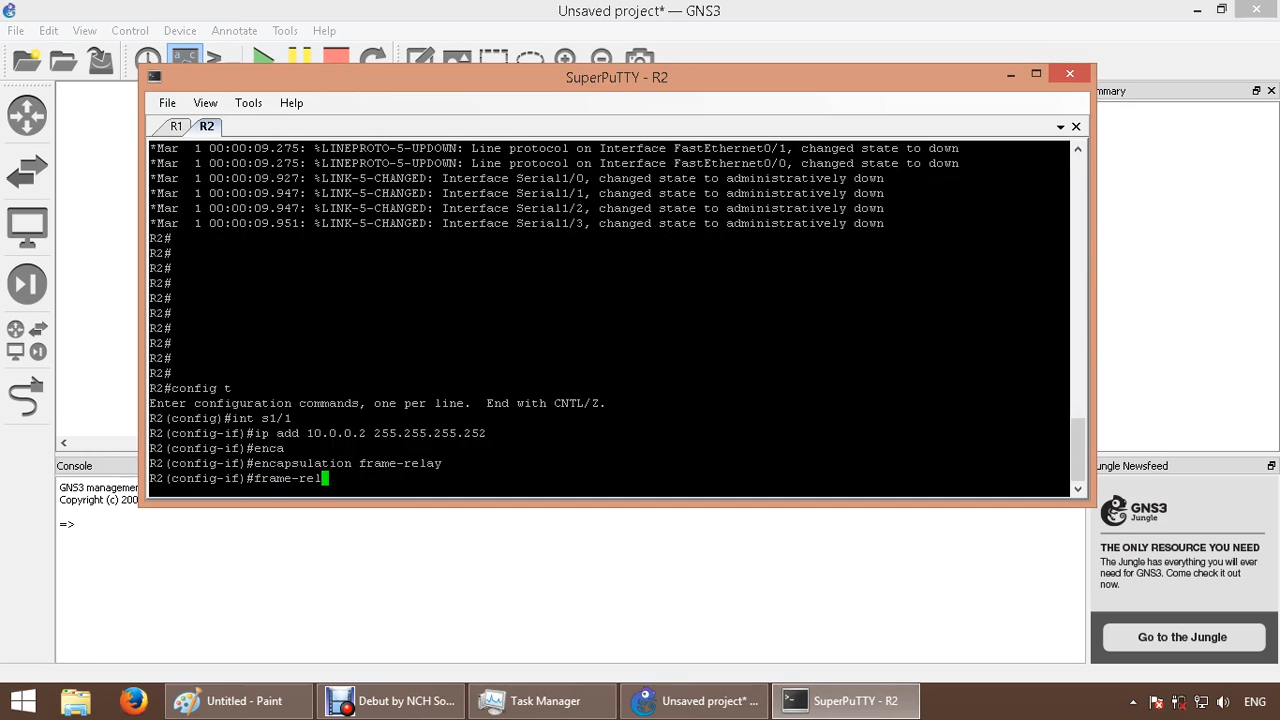 Unsaved project* — GNS3
File Edit View Control Device Annotate Tools Help
SuperPuTTY - R2
File View Tools Help
R1 R2
*Mar  1 00:00:09.275: %LINEPROTO-5-UPDOWN: Line protocol on Interface FastEthernet0/1, changed state to down
*Mar  1 00:00:09.275: %LINEPROTO-5-UPDOWN: Line protocol on Interface FastEthernet0/0, changed state to down
*Mar  1 00:00:09.927: %LINK-5-CHANGED: Interface Serial1/0, changed state to administratively down
*Mar  1 00:00:09.947: %LINK-5-CHANGED: Interface Serial1/1, changed state to administratively down
*Mar  1 00:00:09.947: %LINK-5-CHANGED: Interface Serial1/2, changed state to administratively down
*Mar  1 00:00:09.951: %LINK-5-CHANGED: Interface Serial1/3, changed state to administratively down
R2#
R2#
R2#
R2#
R2#
R2#
R2#
R2#
R2#
R2#
R2#config t
Enter configuration commands, one per line.  End with CNTL/Z.
R2(config)#int s1/1
R2(config-if)#ip add 10.0.0.2 255.255.255.252
R2(config-if)#enca
R2(config-if)#encapsulation frame-relay
R2(config-if)#frame-rel
mmary
Console
GNS3 managemen
Copyright (c) 200
=>
ungle Newsfeed
GNS3
Jungle
THE ONLY RESOURCE YOU NEED
The Jungle has everything you will ever
need for GNS3. Come check it out
now.
Go to the Jungle
Untitled - Paint
Debut by NCH So...
Task Manager
Unsaved project* ...
SuperPuTTY - R2
ENG